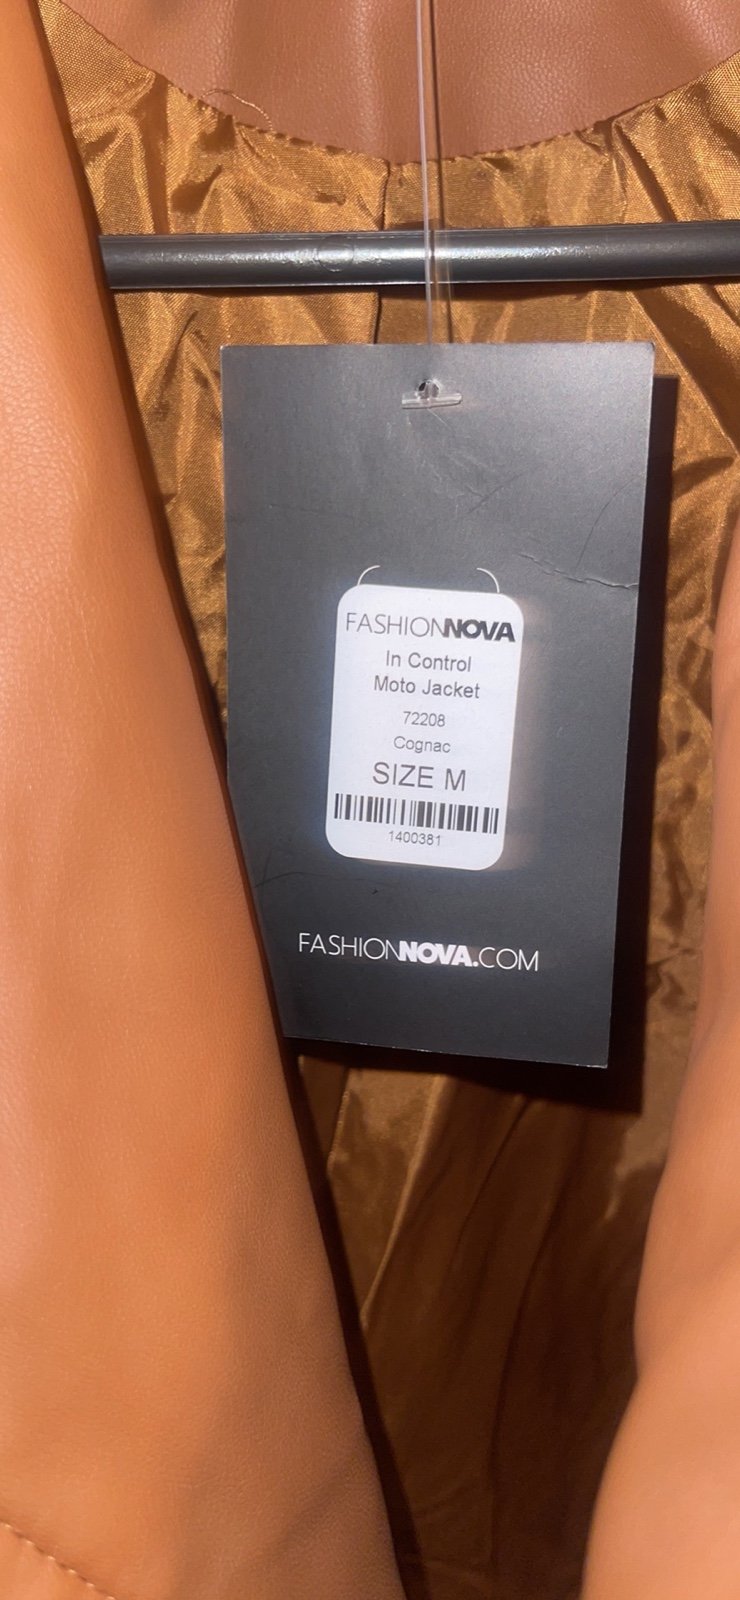 FASHIONNOVA
In Control
Moto Jacket
72208
Cognac
SIZE M
1400381
FASHIONNOVA.COM